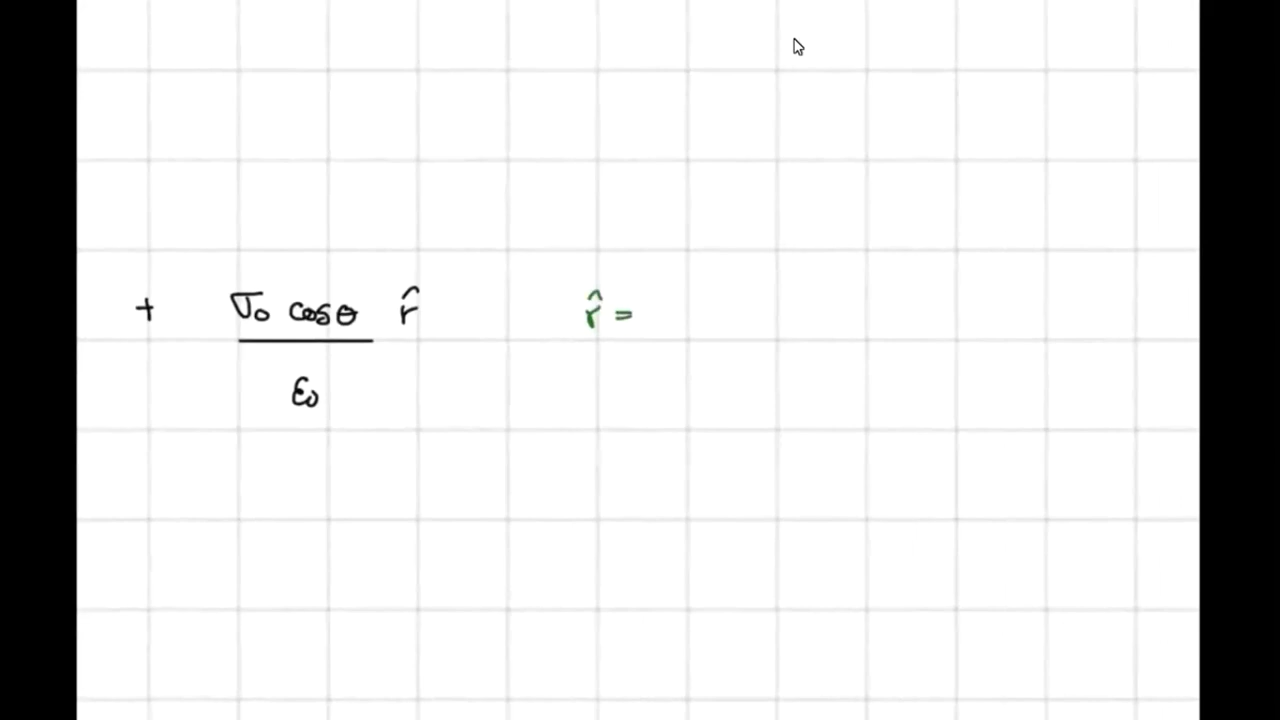 + σ₀ cosθ r̂ r̂ =
ε₀